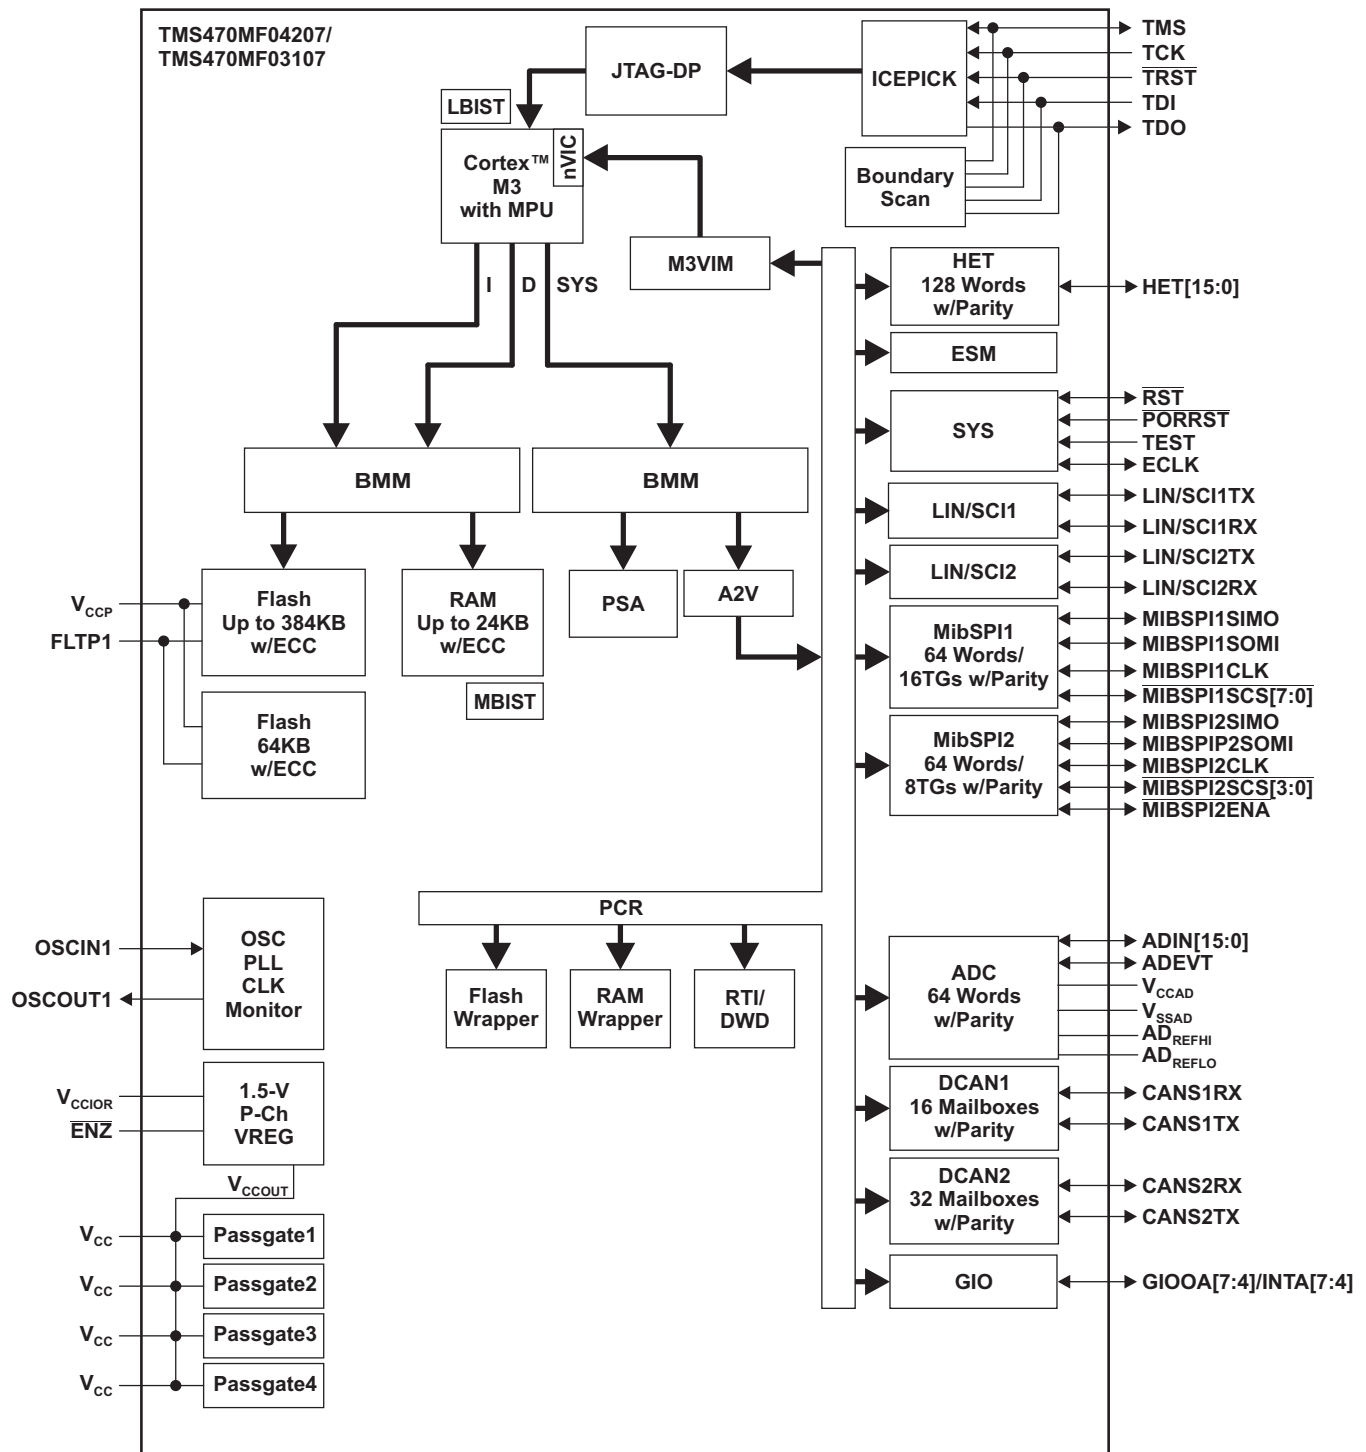 TMS470MF04207/
TMS470MF03107
JTAG-DP
ICEPICK
TMS
TCK
TRST
TDI
TDO
LBIST
Cortex™
M3
with MPU
nVIC
Boundary
Scan
M3VIM
I
D
SYS
HET
128 Words
w/Parity
HET[15:0]
ESM
SYS
RST
PORRST
TEST
ECLK
BMM
BMM
LIN/SCI1
LIN/SCI1TX
LIN/SCI1RX
LIN/SCI2
LIN/SCI2TX
LIN/SCI2RX
VCCP
FLTP1
Flash
Up to 384KB
w/ECC
RAM
Up to 24KB
w/ECC
PSA
A2V
MBIST
Flash
64KB
w/ECC
MibSPI1
64 Words/
16TGs w/Parity
MIBSPI1SIMO
MIBSPI1SOMI
MIBSPI1CLK
MIBSPI1SCS[7:0]
MibSPI2
64 Words/
8TGs w/Parity
MIBSPI2SIMO
MIBSPIP2SOMI
MIBSPI2CLK
MIBSPI2SCS[3:0]
MIBSPI2ENA
PCR
OSCIN1
OSCOUT1
OSC
PLL
CLK
Monitor
Flash
Wrapper
RAM
Wrapper
RTI/
DWD
ADC
64 Words
w/Parity
ADIN[15:0]
ADEVT
VCCAD
VSSAD
ADREFHI
ADREFLO
VCCIOR
ENZ
1.5-V
P-Ch
VREG
VCCOUT
DCAN1
16 Mailboxes
w/Parity
CANS1RX
CANS1TX
DCAN2
32 Mailboxes
w/Parity
CANS2RX
CANS2TX
VCC
Passgate1
VCC
Passgate2
VCC
Passgate3
VCC
Passgate4
GIO
GIOOA[7:4]/INTA[7:4]